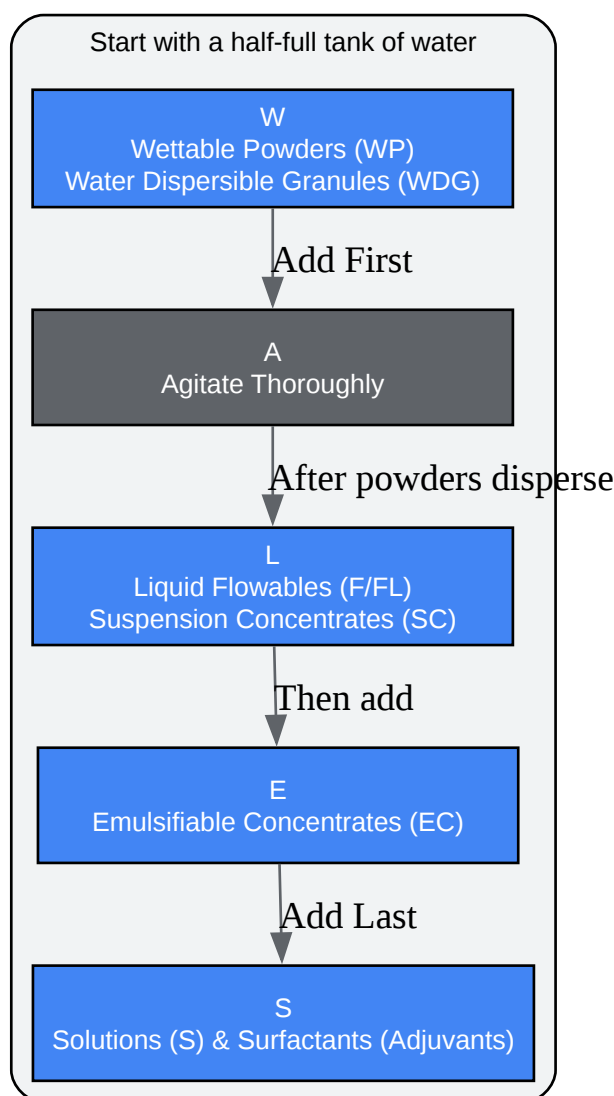 Start with a half-full tank of water
W
Wettable Powders (WP)
Water Dispersible Granules (WDG)
Add First
A
Agitate Thoroughly
After powders disperse
L
Liquid Flowables (F/FL)
Suspension Concentrates (SC)
Then add
E
Emulsifiable Concentrates (EC)
Add Last
S
Solutions (S) & Surfactants (Adjuvants)